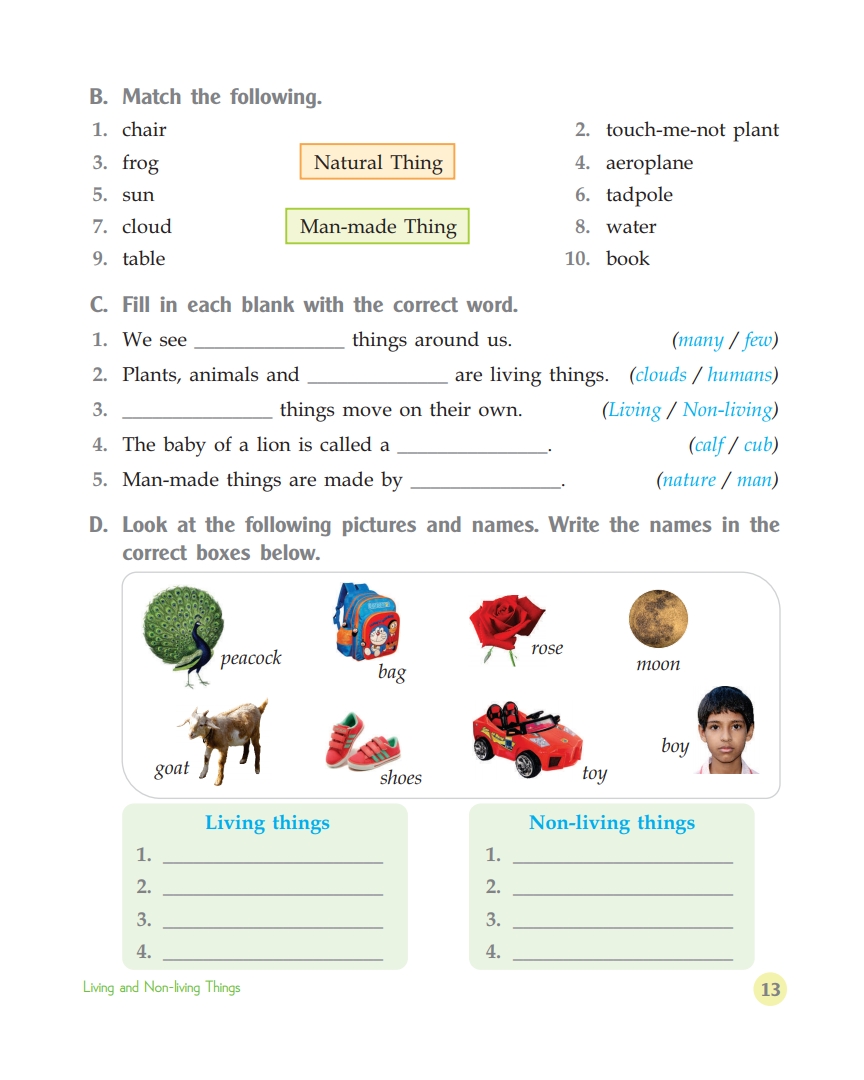 B. Match the following.
1. chair
2. touch-me-not plant
3. frog
Natural Thing
4. aeroplane
5. sun
6. tadpole
7. cloud
Man-made Thing
8. water
9. table
10. book
C. Fill in each blank with the correct word.
1. We see _______________ things around us. (many / few)
2. Plants, animals and ______________ are living things. (clouds / humans)
3. _______________ things move on their own. (Living / Non-living)
4. The baby of a lion is called a _______________. (calf / cub)
5. Man-made things are made by _______________. (nature / man)
D. Look at the following pictures and names. Write the names in the
correct boxes below.
peacock
bag
rose
moon
goat
shoes
toy
boy
Living things
1. ______________________
2. ______________________
3. ______________________
4. ______________________
Non-living things
1. ______________________
2. ______________________
3. ______________________
4. ______________________
Living and Non-living Things
13